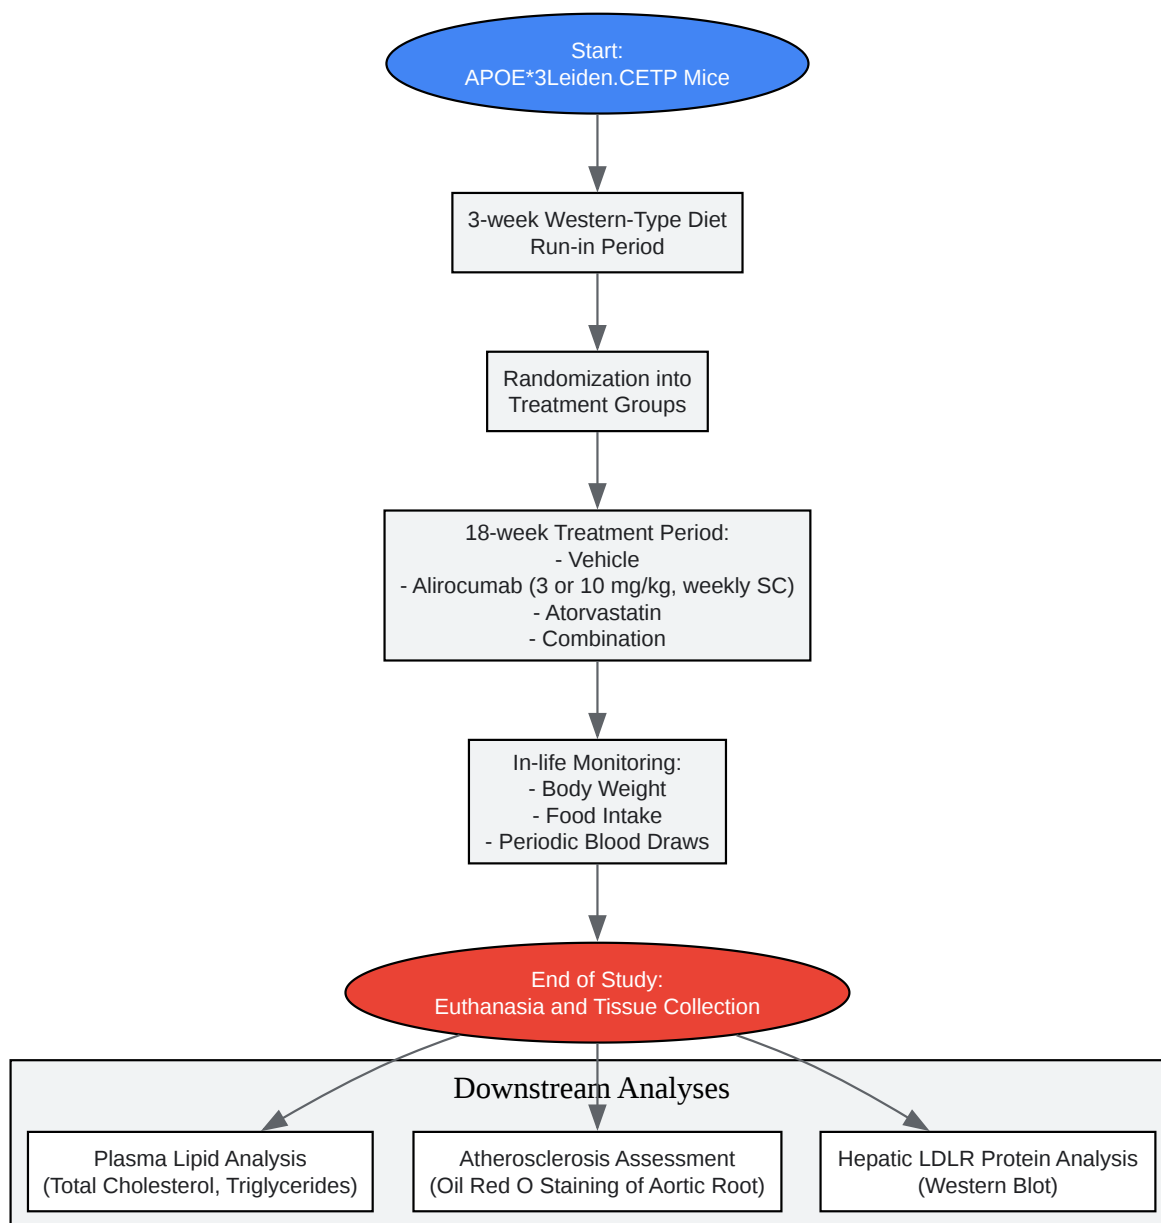 Start:
APOE*3Leiden.CETP Mice
3-week Western-Type Diet
Run-in Period
Randomization into
Treatment Groups
18-week Treatment Period:
- Vehicle
- Alirocumab (3 or 10 mg/kg, weekly SC)
- Atorvastatin
- Combination
In-life Monitoring:
- Body Weight
- Food Intake
- Periodic Blood Draws
End of Study:
Euthanasia and Tissue Collection
Downstream Analyses
Plasma Lipid Analysis
(Total Cholesterol, Triglycerides)
Atherosclerosis Assessment
(Oil Red O Staining of Aortic Root)
Hepatic LDLR Protein Analysis
(Western Blot)